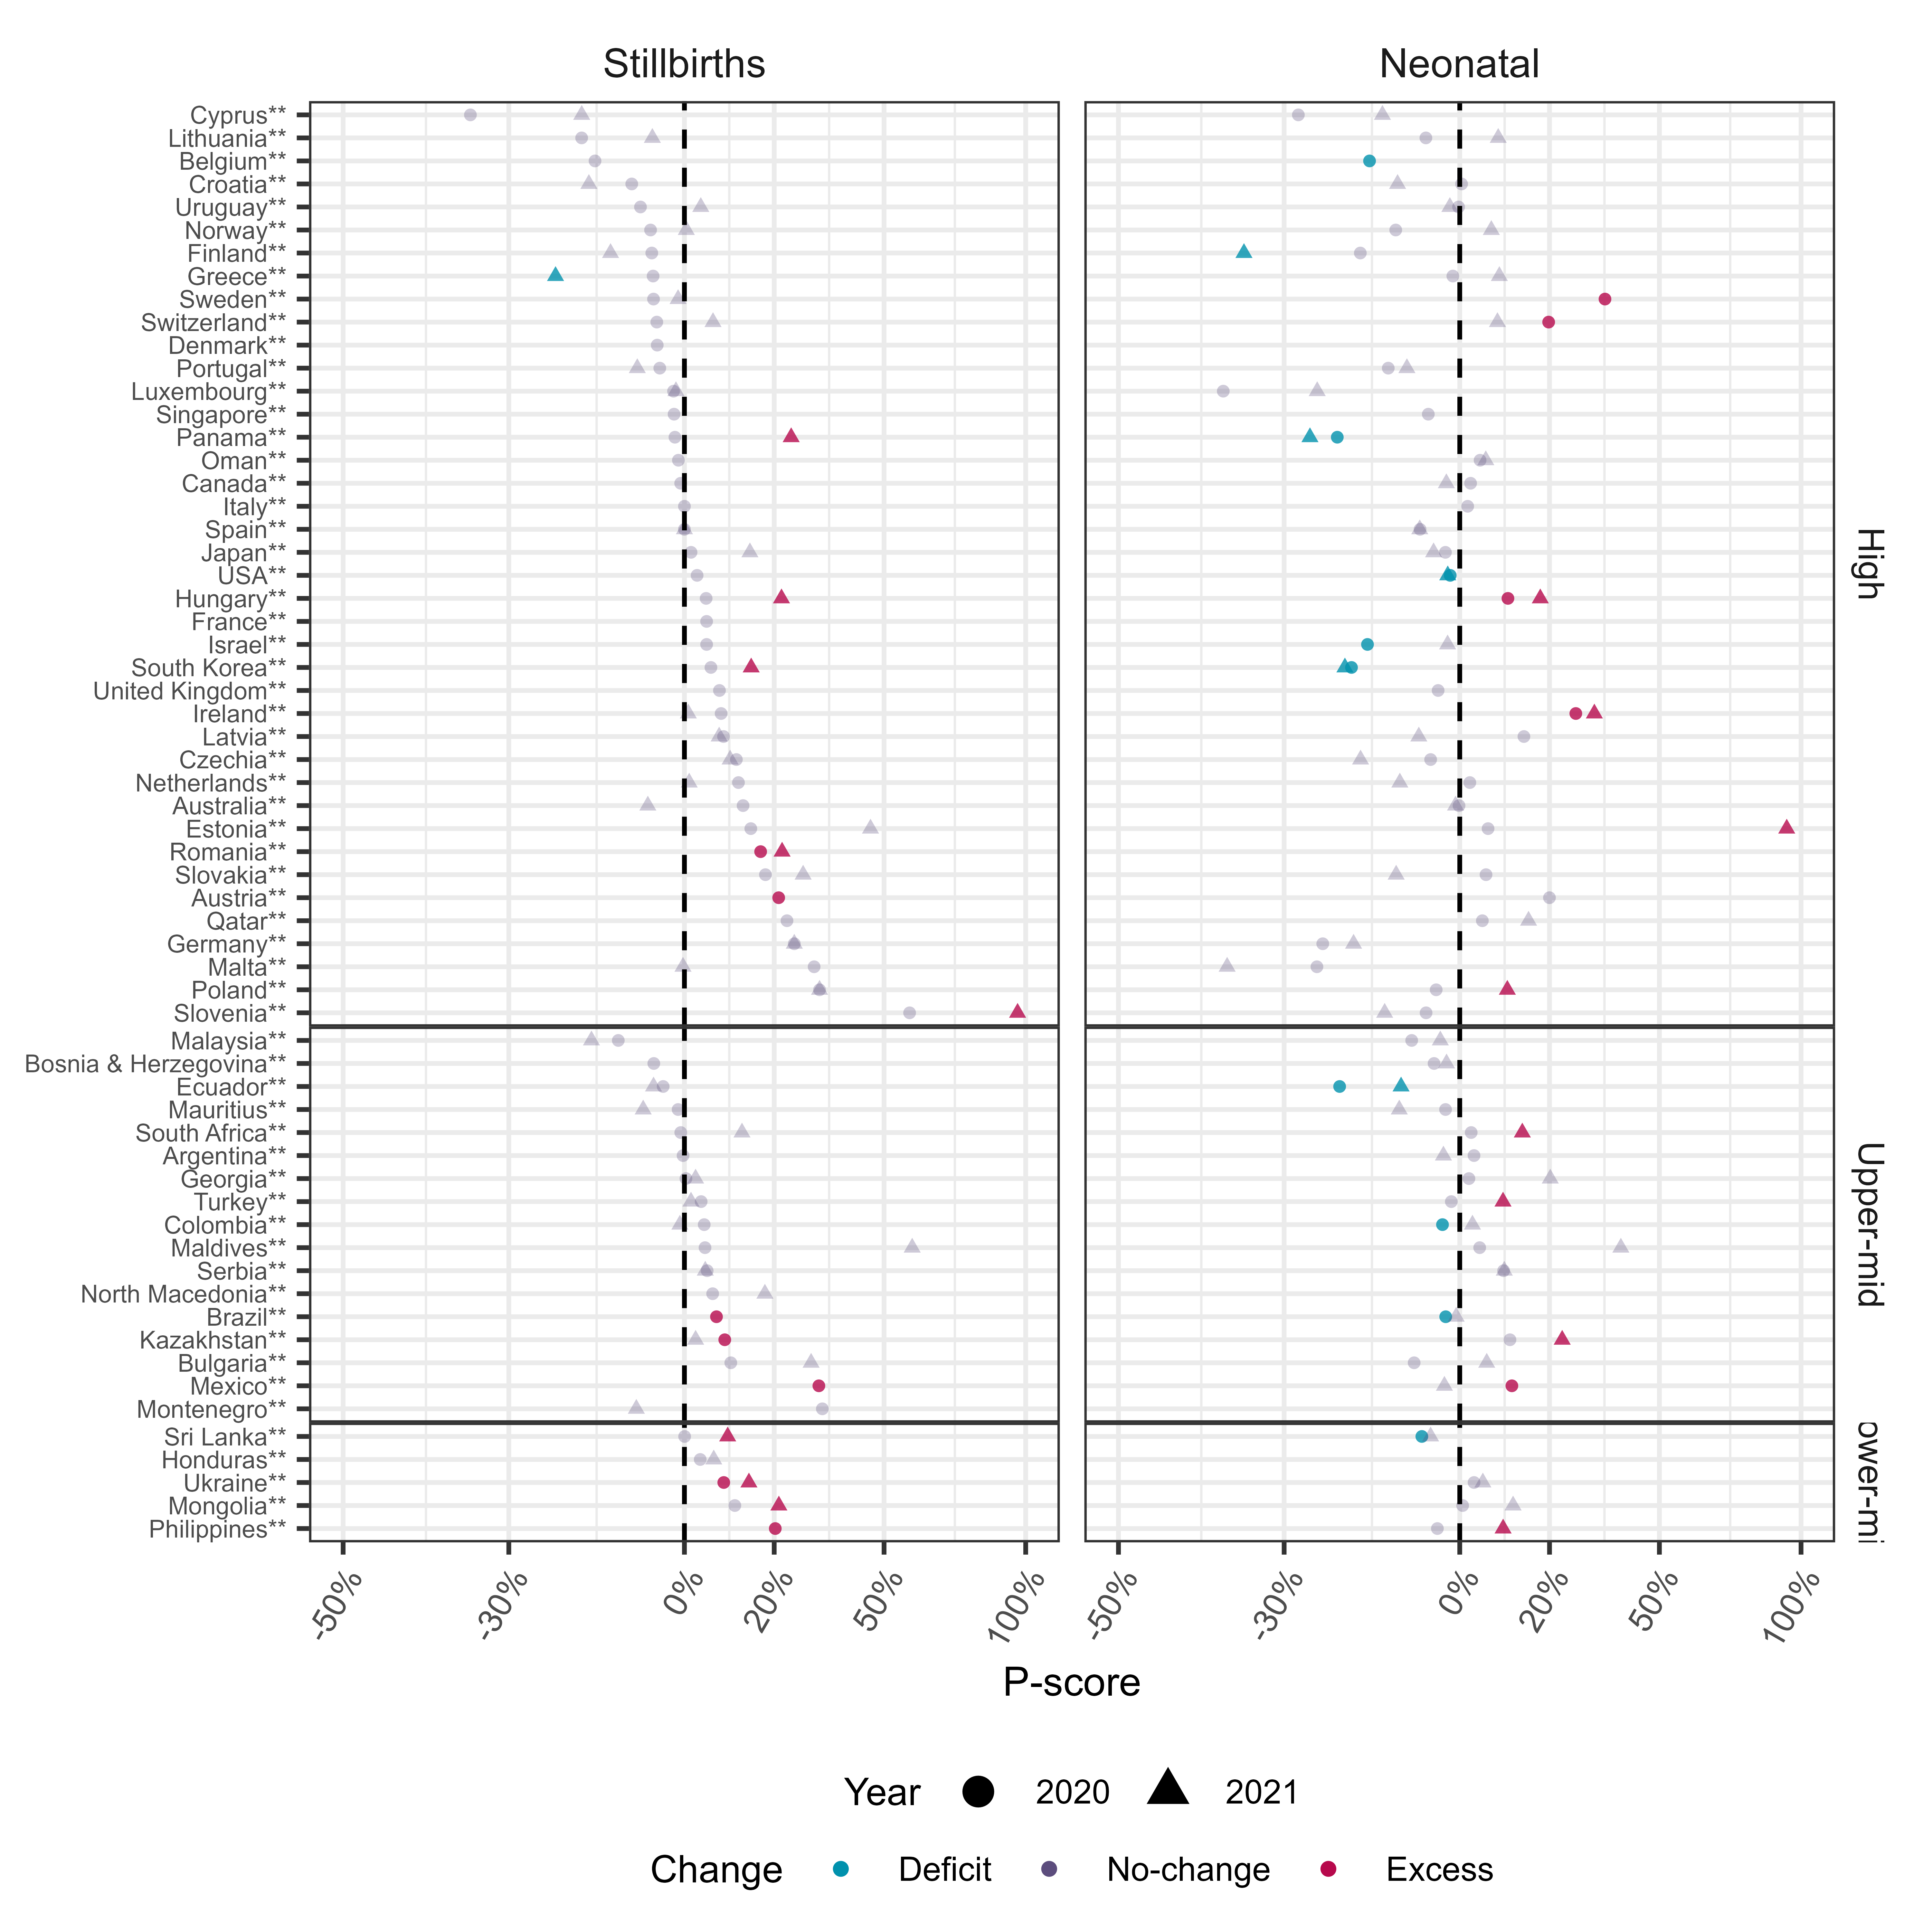 Stillbirths
Neonatal
Cyprus**
Lithuania**
Belgium**
Croatia**
Uruguay**
Norway**
Finland**
Greece**
Sweden**
Switzerland**
Denmark**
Portugal**
Luxembourg**
Singapore**
Panama**
Oman**
Canada**
Italy**
Spain**
Japan**
USA**
Hungary**
France**
Israel**
South Korea**
United Kingdom**
Ireland**
Latvia**
Czechia**
Netherlands**
Australia**
Estonia**
Romania**
Slovakia**
Austria**
Qatar**
Germany**
Malta**
Poland**
Slovenia**
High
Malaysia**
Bosnia & Herzegovina**
Ecuador**
Mauritius**
South Africa**
Argentina**
Georgia**
Turkey**
Colombia**
Maldives**
Serbia**
North Macedonia**
Brazil**
Kazakhstan**
Bulgaria**
Mexico**
Montenegro**
Upper-mid
Sri Lanka**
Honduras**
Ukraine**
Mongolia**
Philippines**
ower-mi
-50% -30% 0% 20% 50% 100%
-50% -30% 0% 20% 50% 100%
P-score
Year 2020 2021
Change Deficit No-change Excess